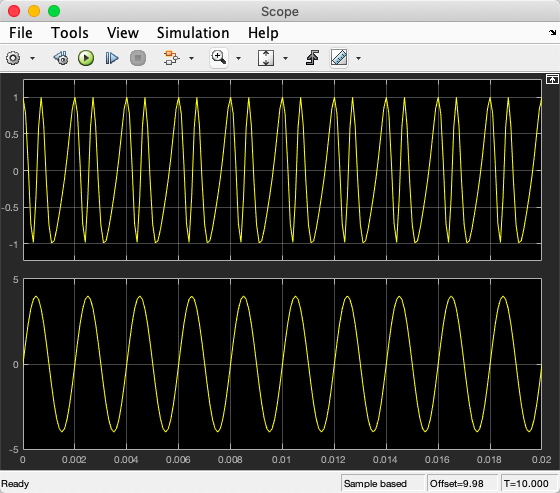 Scope
File Tools View Simulation Help
1
0.5
0
-0.5
-1
5
0
-5
0 0.002 0.004 0.006 0.008 0.01 0.012 0.014 0.016 0.018 0.02
Ready Sample based Offset=9.98 T=10.000